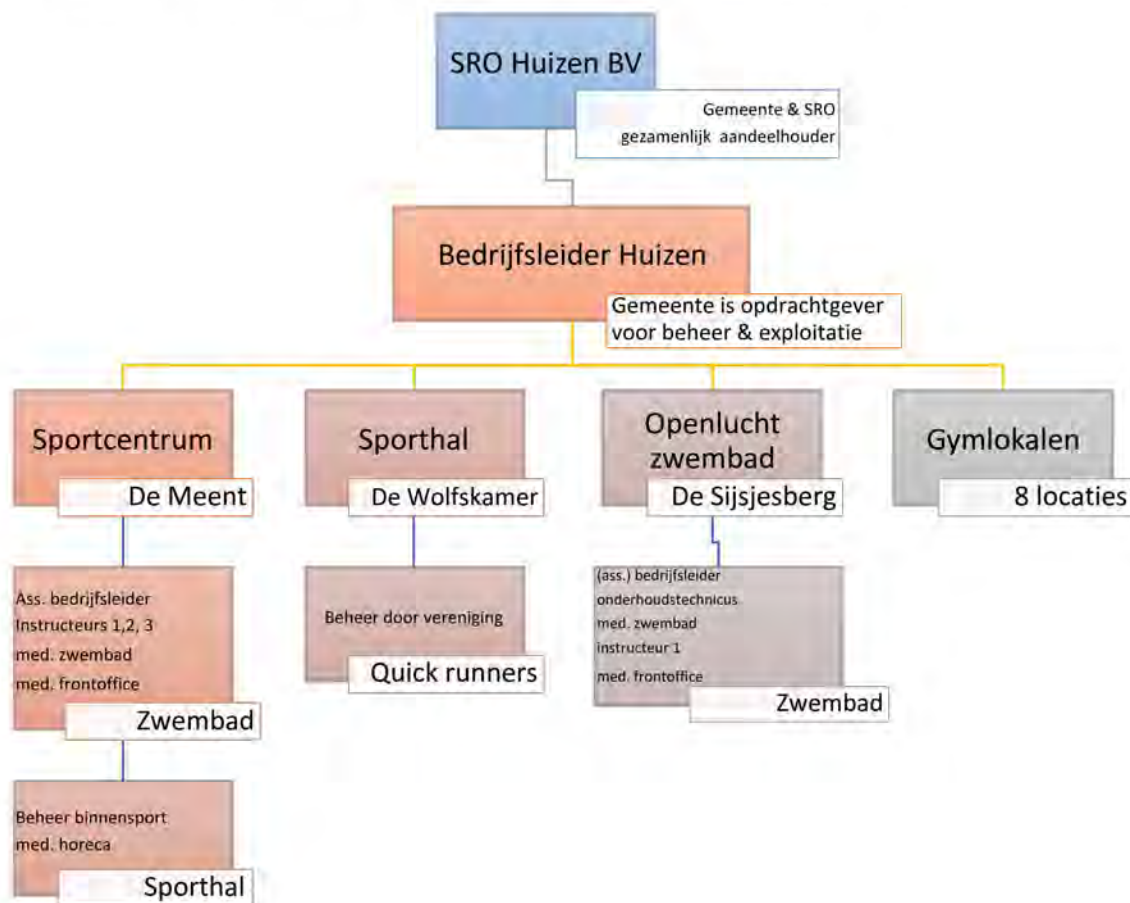 SRO Huizen BV
Gemeente & SRO
gezamenlijk aandeelhouder
Bedrijfsleider Huizen
Gemeente is opdrachtgever
voor beheer & exploitatie
Sportcentrum
De Meent
Sporthal
De Wolfskamer
Openlucht
zwembad
De Sijsjesberg
Gymlokalen
8 locaties
Ass. bedrijfsleider
Instructeurs 1,2, 3
med. zwembad
med. frontoffice
Zwembad
Beheer door vereniging
Quick runners
(ass.) bedrijfsleider
onderhoudstechnicus
med. zwembad
instructeur 1
med. frontoffice
Zwembad
Beheer binnensport
med. horeca
Sporthal